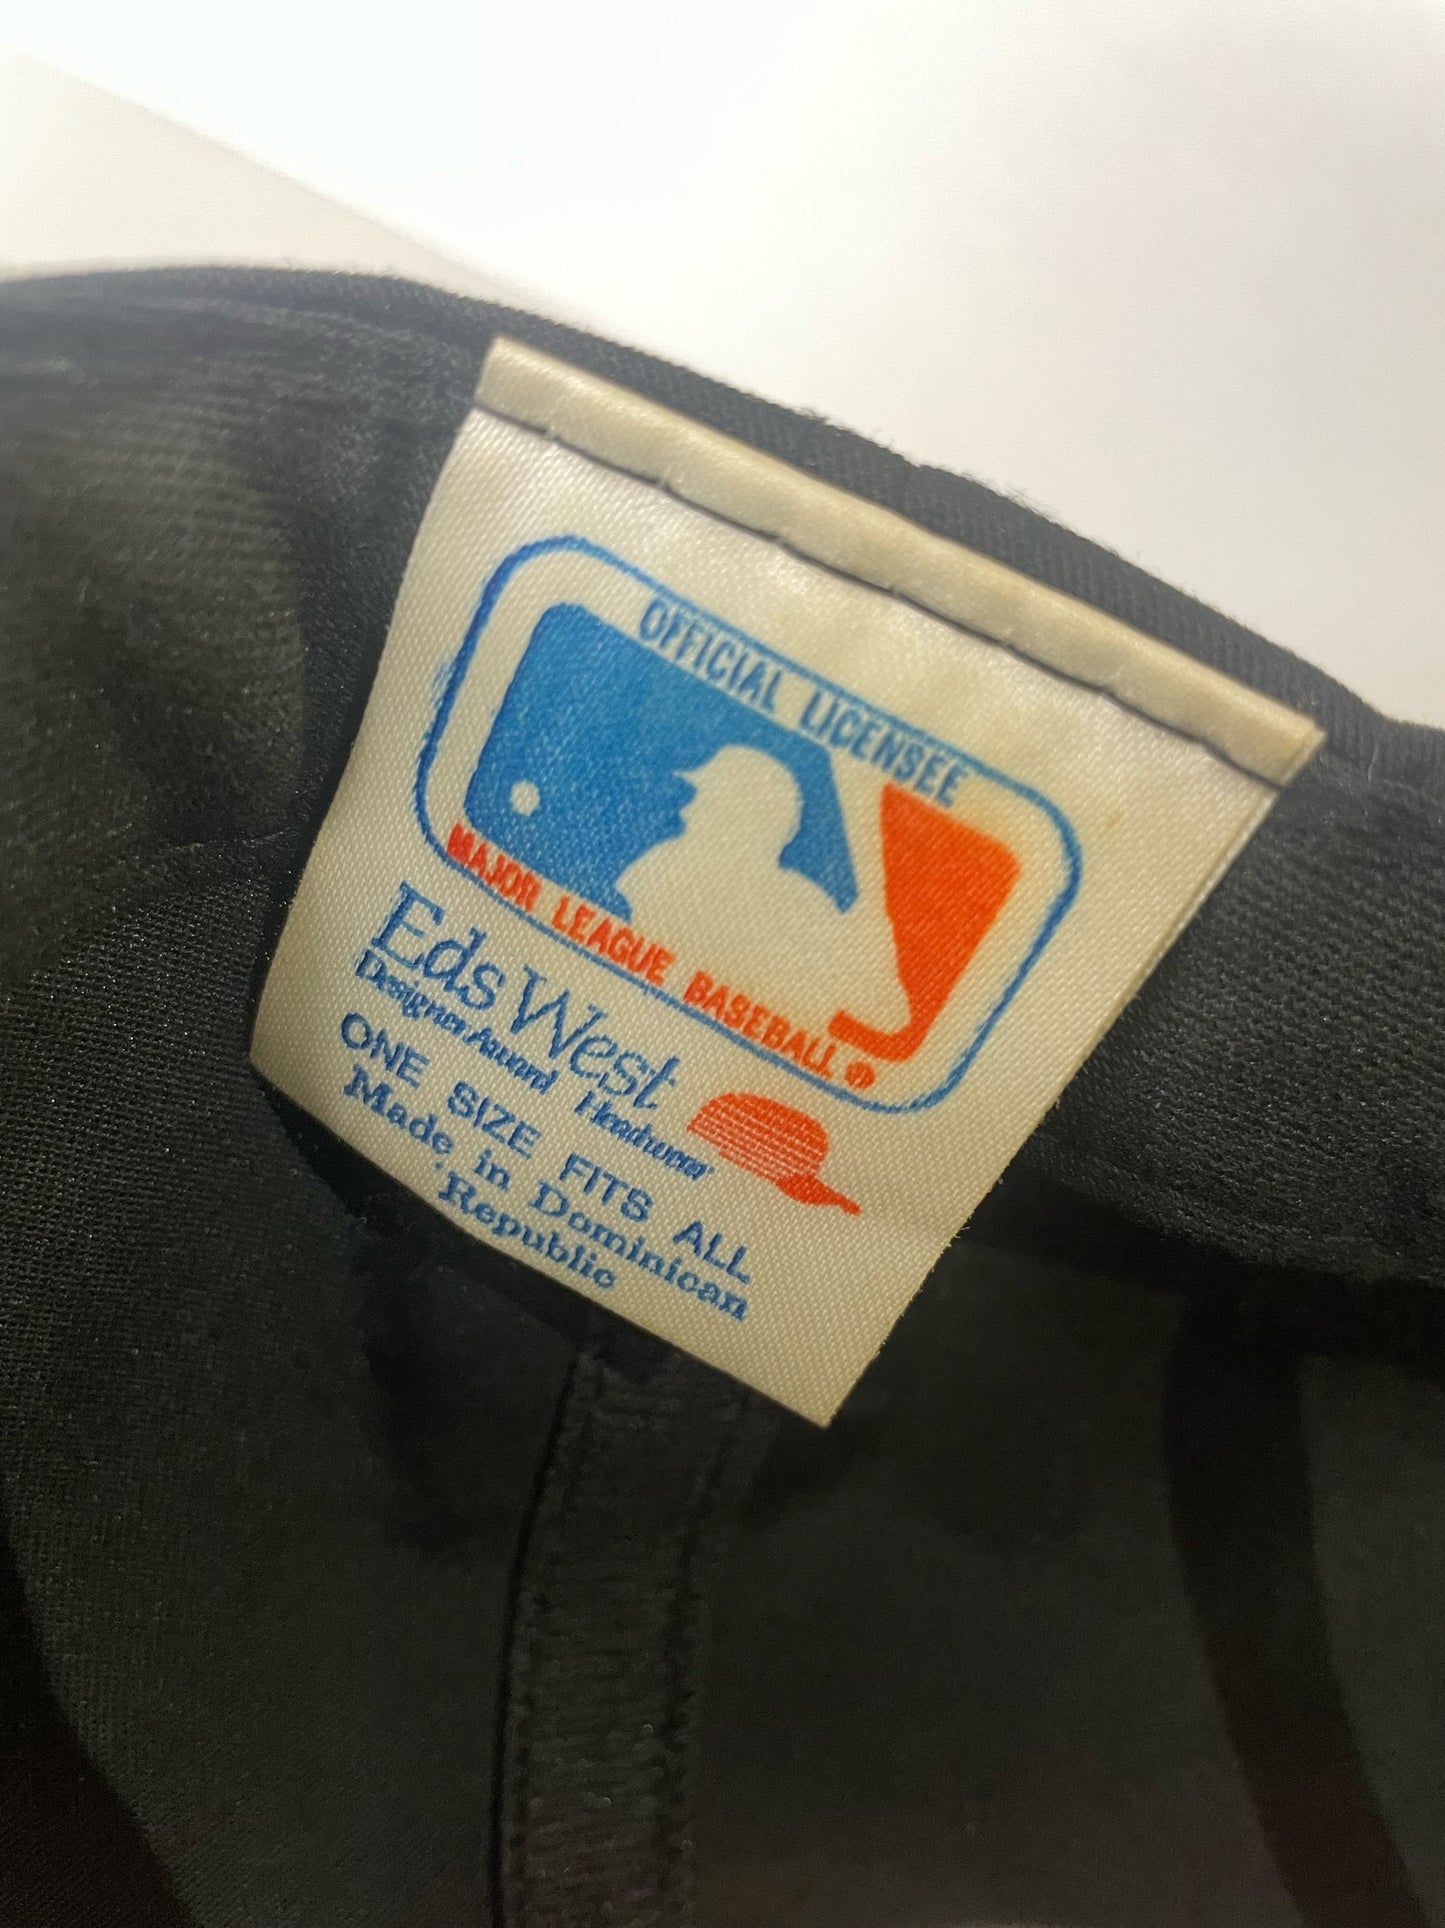 OFFICIAL LICENSEE
MAJOR LEAGUE BASEBALL ®
Eds West
Designer Award Headwear
ONE SIZE FITS ALL
Made in Dominican
Republic